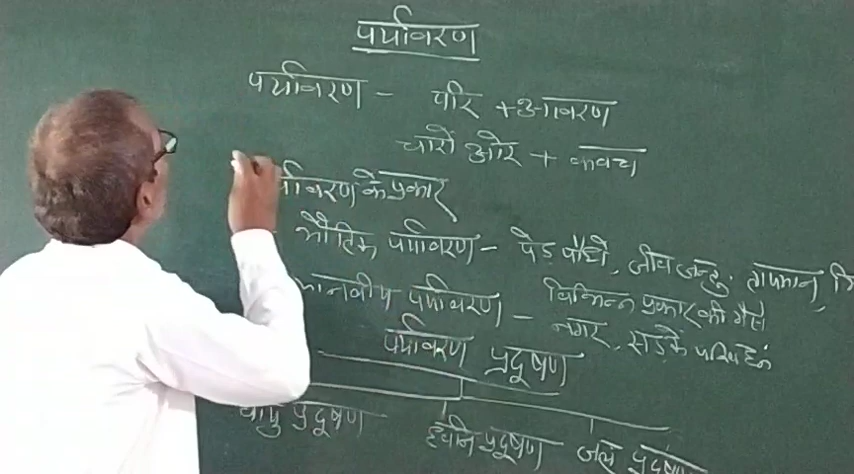 पर्यावरण
पर्यावरण - परि + आवरण
चारों ओर + कवच
र्यावरण के प्रकार
भौतिक पर्यावरण - पेड पौधे, जीव जन्तु, तापमान, मि
विभिन्न प्रकार की गैसे
मानवीय पर्यावरण - नगर, सड़कें परिवहन
पर्यावरण प्रदूषण
वायु प्रदूषण ध्वनि प्रदूषण जल प्रदूषण